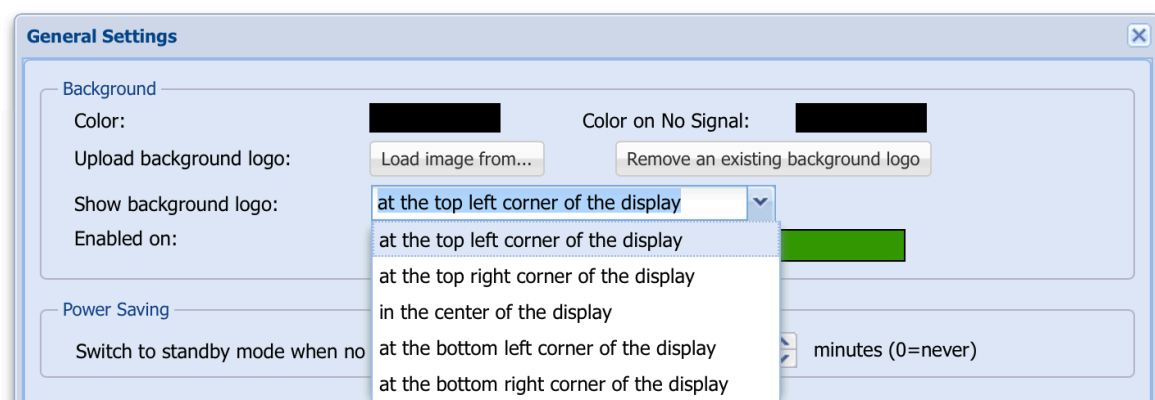 General Settings
Background
Color: Color on No Signal:
Upload background logo: Load image from... Remove an existing background logo
Show background logo: at the top left corner of the display
Enabled on: at the top left corner of the display
at the top right corner of the display
Power Saving in the center of the display
Switch to standby mode when no at the bottom left corner of the display minutes (0=never)
at the bottom right corner of the display